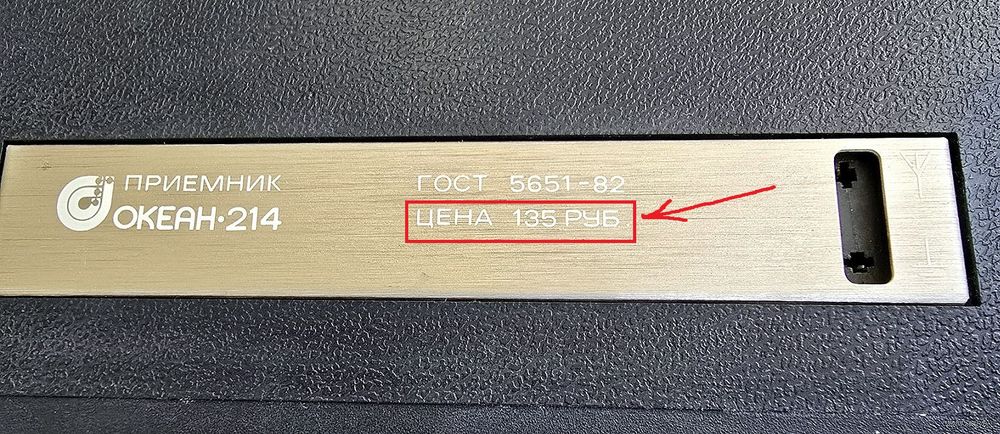 ПРИЕМНИК
ОКЕАН·214
ГОСТ 5651-82
ЦЕНА 135 РУБ